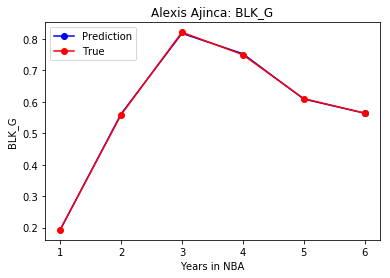 Alexis Ajinca: BLK_G
Prediction
True
0.8
0.7
0.6
0.5
0.4
0.3
0.2
BLK_G
1 2 3 4 5 6
Years in NBA